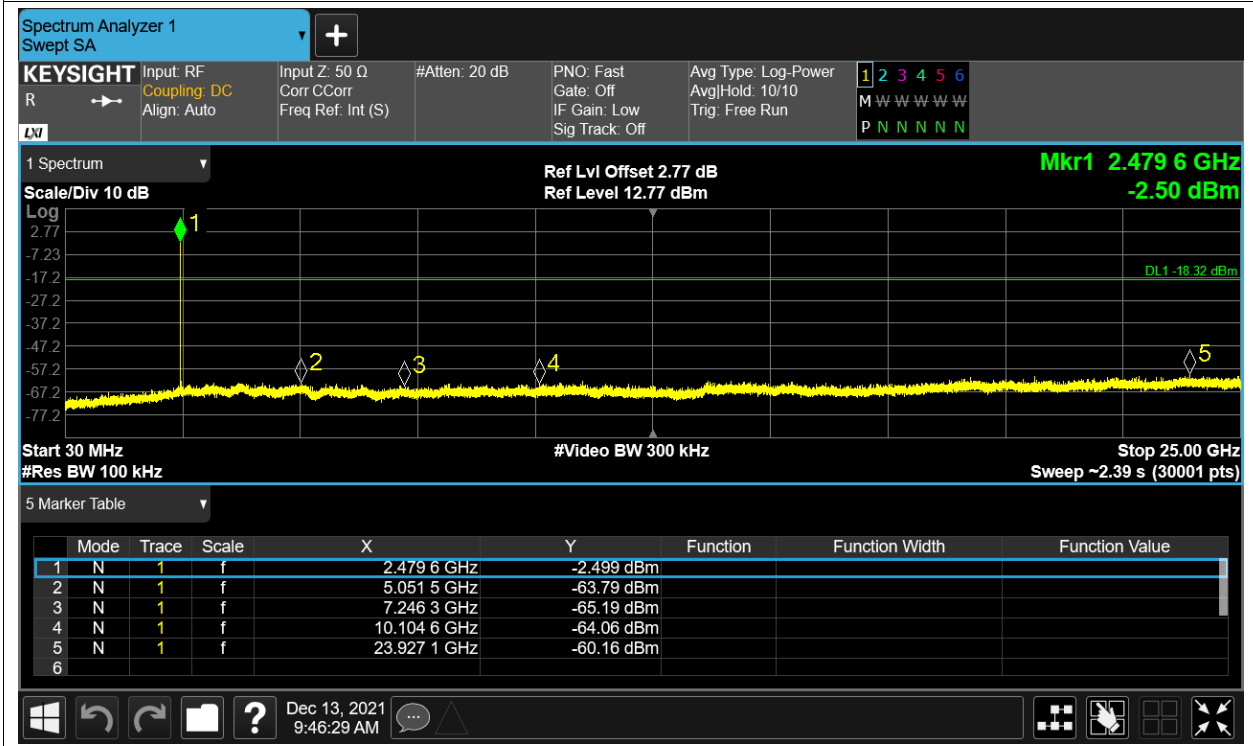 Spectrum Analyzer 1
Swept SA
KEYSIGHT Input: RF Input Z: 50 Ω #Atten: 20 dB PNO: Fast Avg Type: Log-Power 1 2 3 4 5 6
R Coupling: DC Corr CCorr Gate: Off Avg|Hold: 10/10 M W W W W W
Align: Auto Freq Ref: Int (S) IF Gain: Low Trig: Free Run
LXI Sig Track: Off P N N N N N
1 Spectrum Ref Lvl Offset 2.77 dB Mkr1 2.479 6 GHz
Scale/Div 10 dB Ref Level 12.77 dBm -2.50 dBm
Log
1
2.77
-7.23
-17.2 DL1 -18.32 dBm
-27.2
-37.2
-47.2
2 3 4 5
-57.2
-67.2
-77.2
Start 30 MHz #Video BW 300 kHz Stop 25.00 GHz
#Res BW 100 kHz Sweep ~2.39 s (30001 pts)
5 Marker Table
Mode Trace Scale X Y Function Function Width Function Value
1 N 1 f 2.479 6 GHz -2.499 dBm
2 N 1 f 5.051 5 GHz -63.79 dBm
3 N 1 f 7.246 3 GHz -65.19 dBm
4 N 1 f 10.104 6 GHz -64.06 dBm
5 N 1 f 23.927 1 GHz -60.16 dBm
6
? Dec 13, 2021
9:46:29 AM